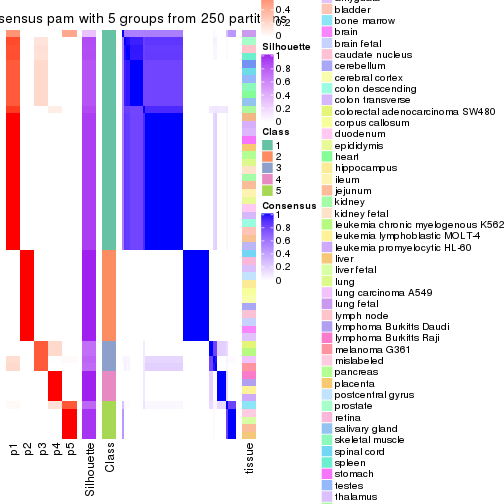 sensus pam with 5 groups from 250 partitions
0.4
0.2
0
Silhouette
1
0.8
0.6
0.4
0.2
0
Class
1
2
3
4
5
Consensus
1
0.8
0.6
0.4
0.2
0
p1
p2
p3
p4
p5
Silhouette
Class
tissue
bladder
bone marrow
brain
brain fetal
caudate nucleus
cerebellum
cerebral cortex
colon descending
colon transverse
colorectal adenocarcinoma SW480
corpus callosum
duodenum
epididymis
heart
hippocampus
ileum
jejunum
kidney
kidney fetal
leukemia chronic myelogenous K562
leukemia lymphoblastic MOLT-4
leukemia promyelocytic HL-60
liver
liver fetal
lung
lung carcinoma A549
lung fetal
lymph node
lymphoma Burkitts Daudi
lymphoma Burkitts Raji
melanoma G361
mislabeled
pancreas
placenta
postcentral gyrus
prostate
retina
salivary gland
skeletal muscle
spinal cord
spleen
stomach
testes
thalamus